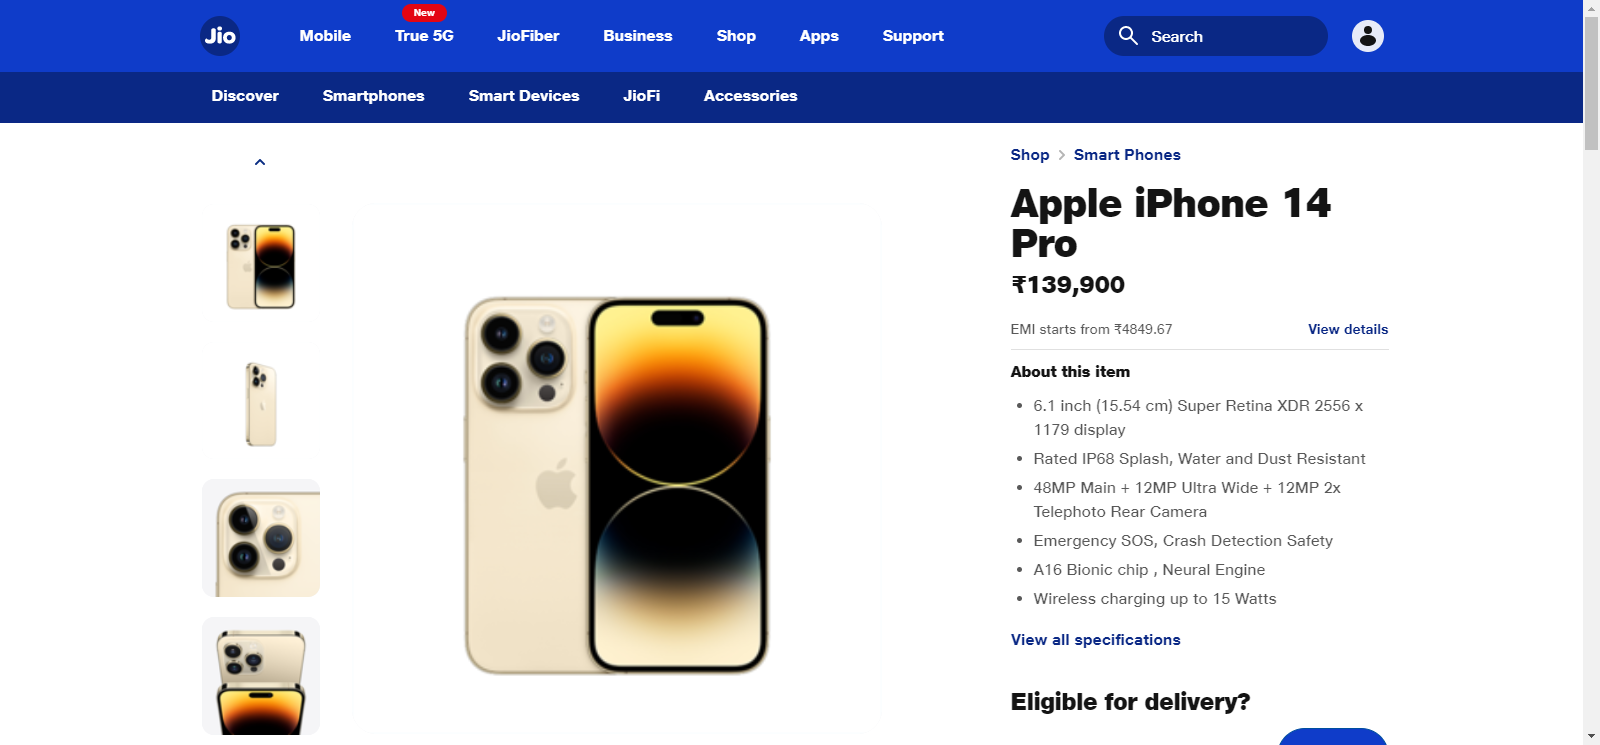 New
Jio
Mobile
True 5G
JioFiber
Business
Shop
Apps
Support
Search
Discover
Smartphones
Smart Devices
JioFi
Accessories
Shop > Smart Phones
Apple iPhone 14
Pro
₹139,900
EMI starts from ₹4849.67
View details
About this item
• 6.1 inch (15.54 cm) Super Retina XDR 2556 x
1179 display
• Rated IP68 Splash, Water and Dust Resistant
• 48MP Main + 12MP Ultra Wide + 12MP 2x
Telephoto Rear Camera
• Emergency SOS, Crash Detection Safety
• A16 Bionic chip , Neural Engine
• Wireless charging up to 15 Watts
View all specifications
Eligible for delivery?